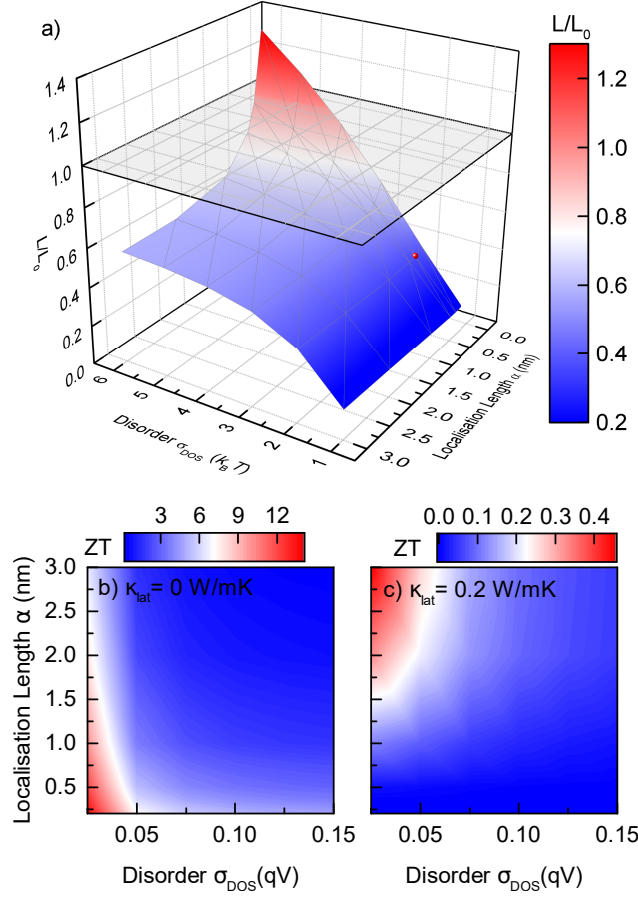 a)
L/L₀
1.4
1.2
1.0
0.8
0.6
0.4
0.2
0.0
L/L₀
6
5
4
3
2
1
Disorder σDOS (kB T)
0.0
0.5
1.0
1.5
2.0
2.5
3.0
Localisation Length α (nm)
1.2
1.0
0.8
0.6
0.4
0.2
3 6 9 12
ZT
b) κlat= 0 W/mK
3.0
2.5
2.0
1.5
1.0
0.5
Localisation Length α (nm)
0.05 0.10 0.15
Disorder σDOS(qV)
0.0 0.1 0.2 0.4
ZT
c) κlat= 0.2 W/mK
0.05 0.10 0.15
Disorder σDOS(qV)